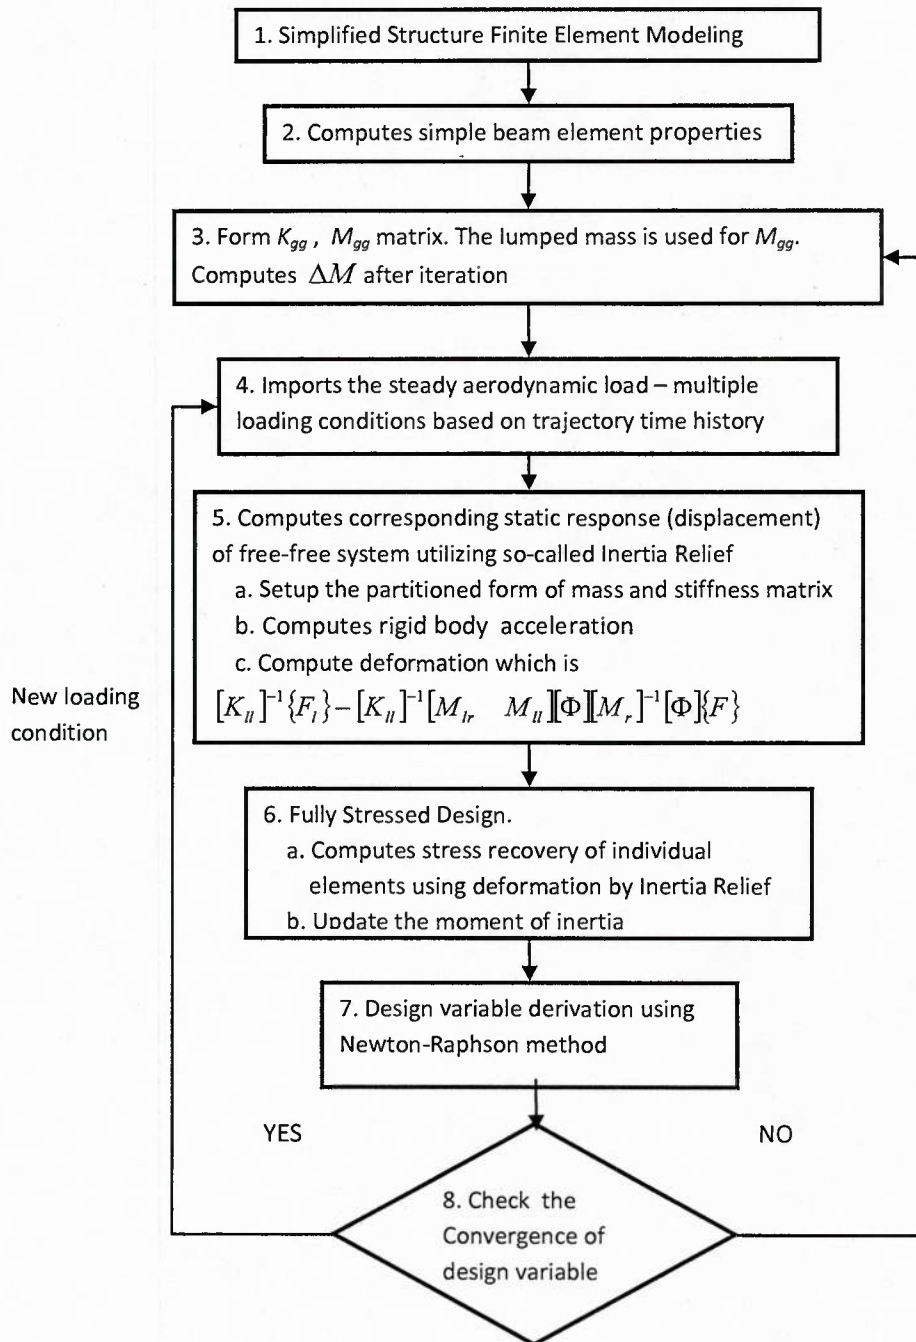 1. Simplified Structure Finite Element Modeling
2. Computes simple beam element properties
3. Form K_gg , M_gg matrix. The lumped mass is used for M_gg.
Computes ΔM after iteration
4. Imports the steady aerodynamic load – multiple
loading conditions based on trajectory time history
5. Computes corresponding static response (displacement)
of free-free system utilizing so-called Inertia Relief
a. Setup the partitioned form of mass and stiffness matrix
b. Computes rigid body acceleration
c. Compute deformation which is
[K_ll]^-1 {F_l} – [K_ll]^-1 [M_lr M_ll][Φ][M_r]^-1 [Φ]{F}
New loading
condition
6. Fully Stressed Design.
a. Computes stress recovery of individual
elements using deformation by Inertia Relief
b. Update the moment of inertia
7. Design variable derivation using
Newton-Raphson method
YES
NO
8. Check the
Convergence of
design variable